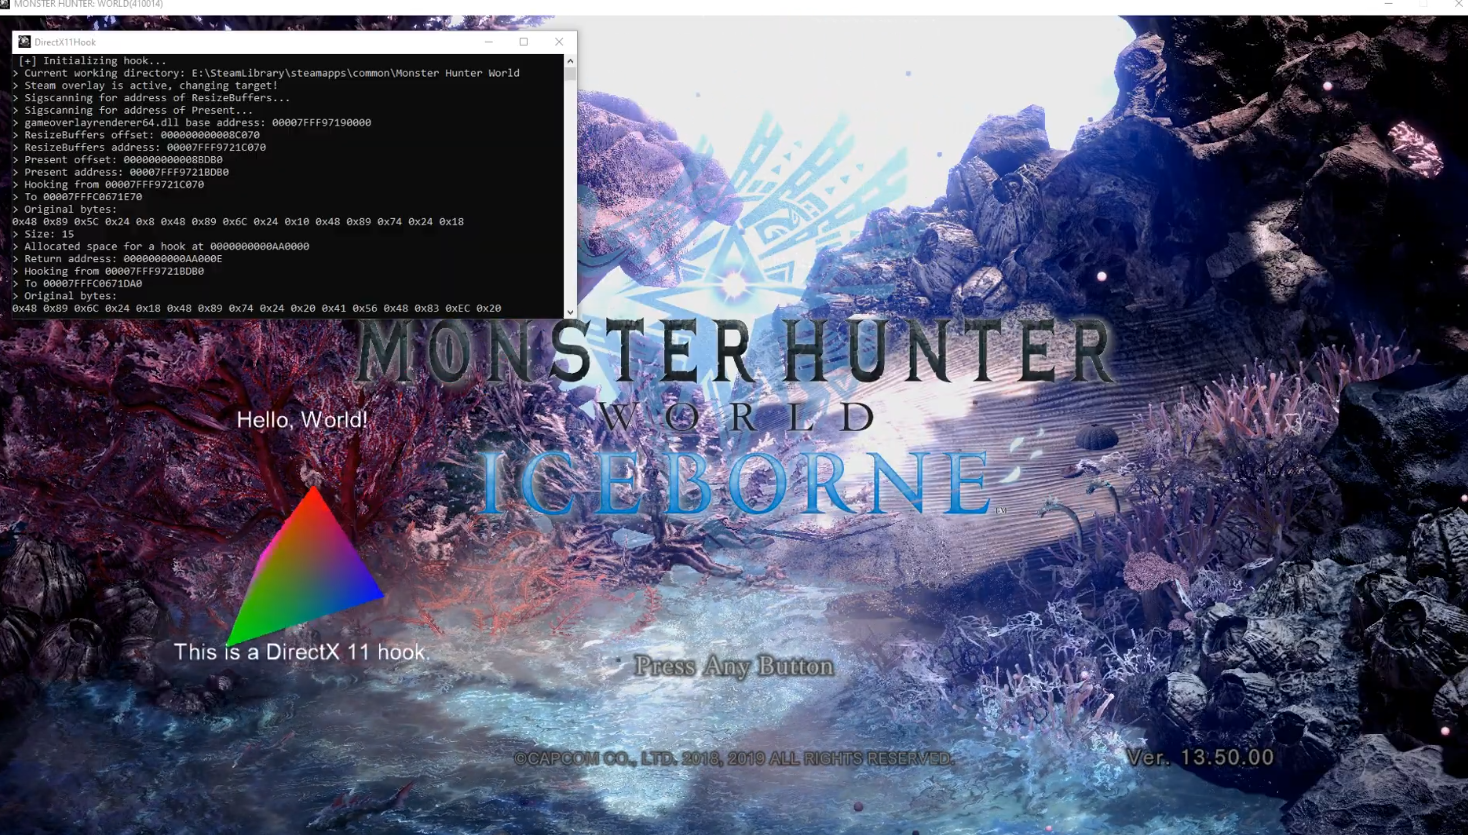 MONSTER HUNTER: WORLD(410014)
DirectX11Hook
[+] Initializing hook...
> Current working directory: E:\SteamLibrary\steamapps\common\Monster Hunter World
> Steam overlay is active, changing target!
> Sigscanning for address of ResizeBuffers...
> Sigscanning for address of Present...
> gameoverlayrenderer64.dll base address: 00007FFF97190000
> ResizeBuffers offset: 000000000008C070
> ResizeBuffers address: 00007FFF9721C070
> Present offset: 000000000008BDB0
> Present address: 00007FFF9721BDB0
> Hooking from 00007FFF9721C070
> To 00007FFFC0671E70
> Original bytes:
0x48 0x89 0x5C 0x24 0x8 0x48 0x89 0x6C 0x24 0x10 0x48 0x89 0x74 0x24 0x18
> Size: 15
> Allocated space for a hook at 0000000000AA0000
> Return address: 0000000000AA000E
> Hooking from 00007FFF9721BDB0
> To 00007FFFC0671DA0
> Original bytes:
0x48 0x89 0x6C 0x24 0x18 0x48 0x89 0x74 0x24 0x20 0x41 0x56 0x48 0x83 0xEC 0x20
MONSTER HUNTER
WORLD
ICEBORNE
TM
Hello, World!
This is a DirectX 11 hook.
Press Any Button
©CAPCOM CO., LTD. 2018, 2019 ALL RIGHTS RESERVED.
Ver. 13.50.00